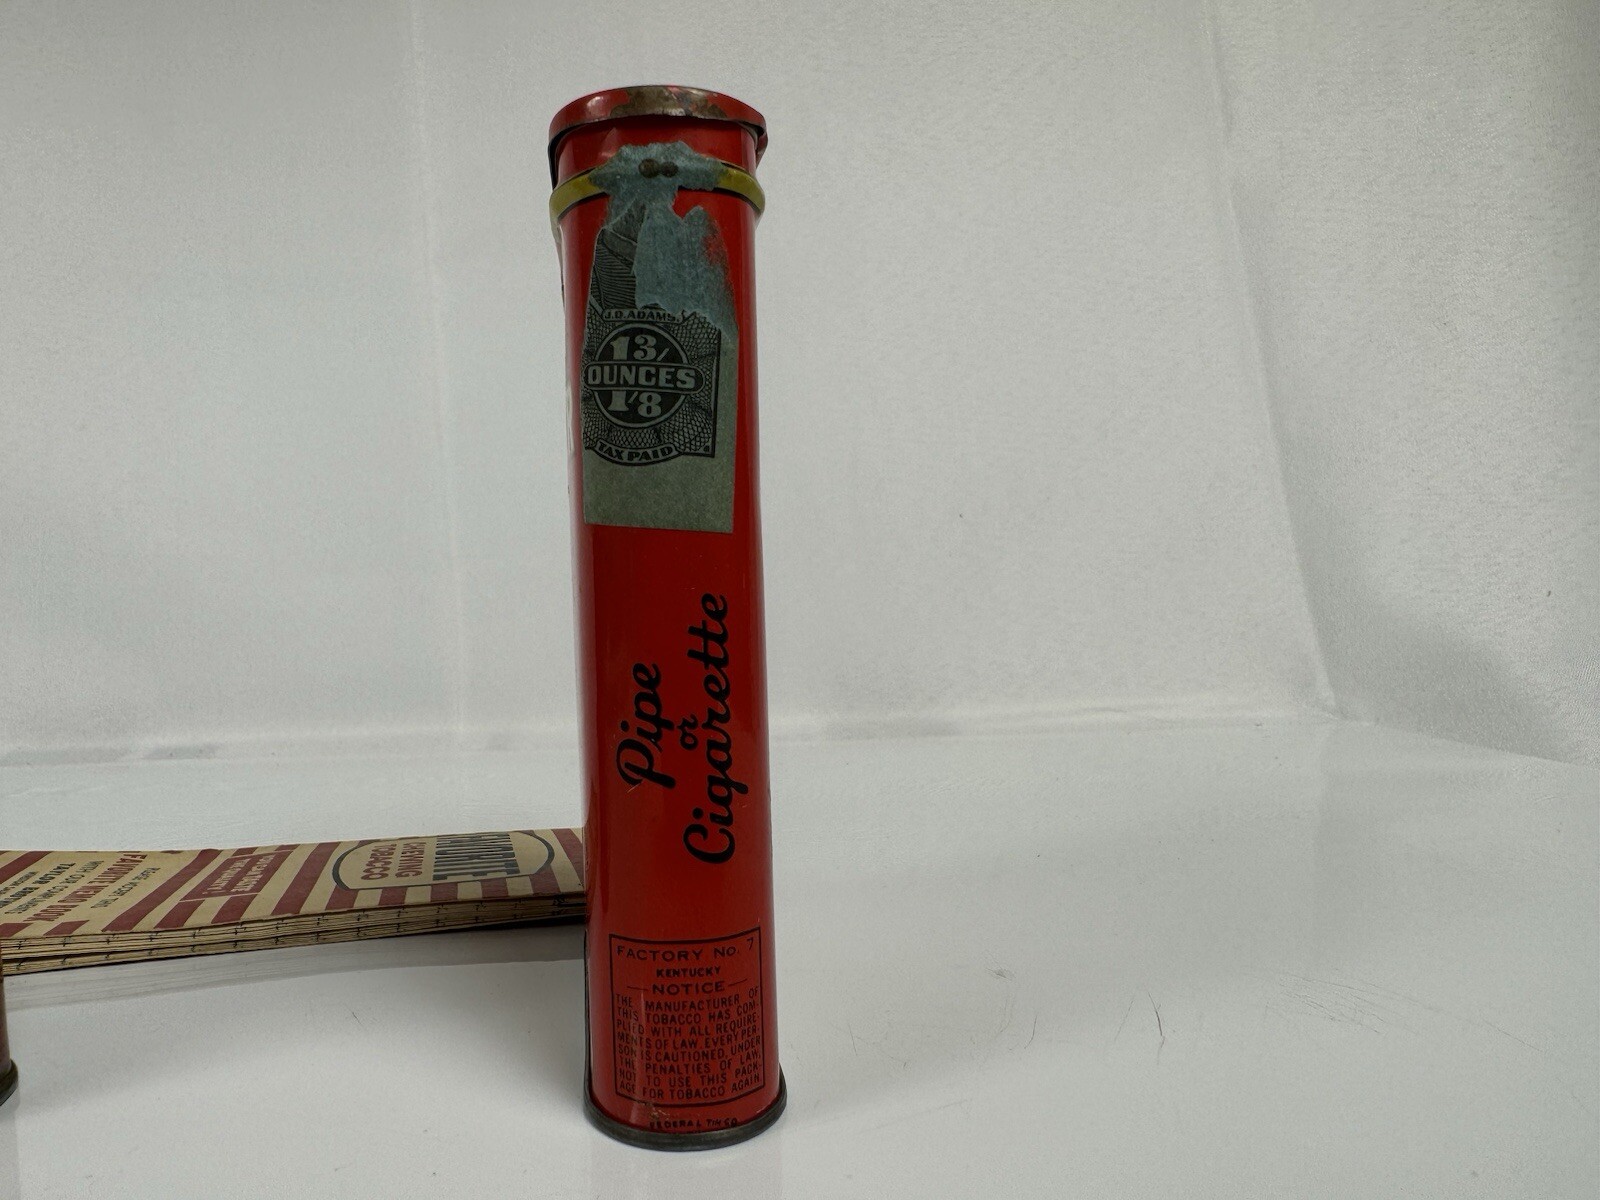 J.D. ADAMS.
1 3/
OUNCES
1/8
TAX PAID
Pipe
or
Cigarette
FACTORY No. 7
KENTUCKY
NOTICE
THE MANUFACTURER OF
THIS TOBACCO HAS COM-
PLIED WITH ALL REQUIRE-
MENTS OF LAW. EVERY PER-
SON IS CAUTIONED, UNDER
THE PENALTIES OF LAW,
NOT TO USE THIS PACK-
AGE FOR TOBACCO AGAIN.
FEDERAL TIN CO.
CHEWING
TOBACCO